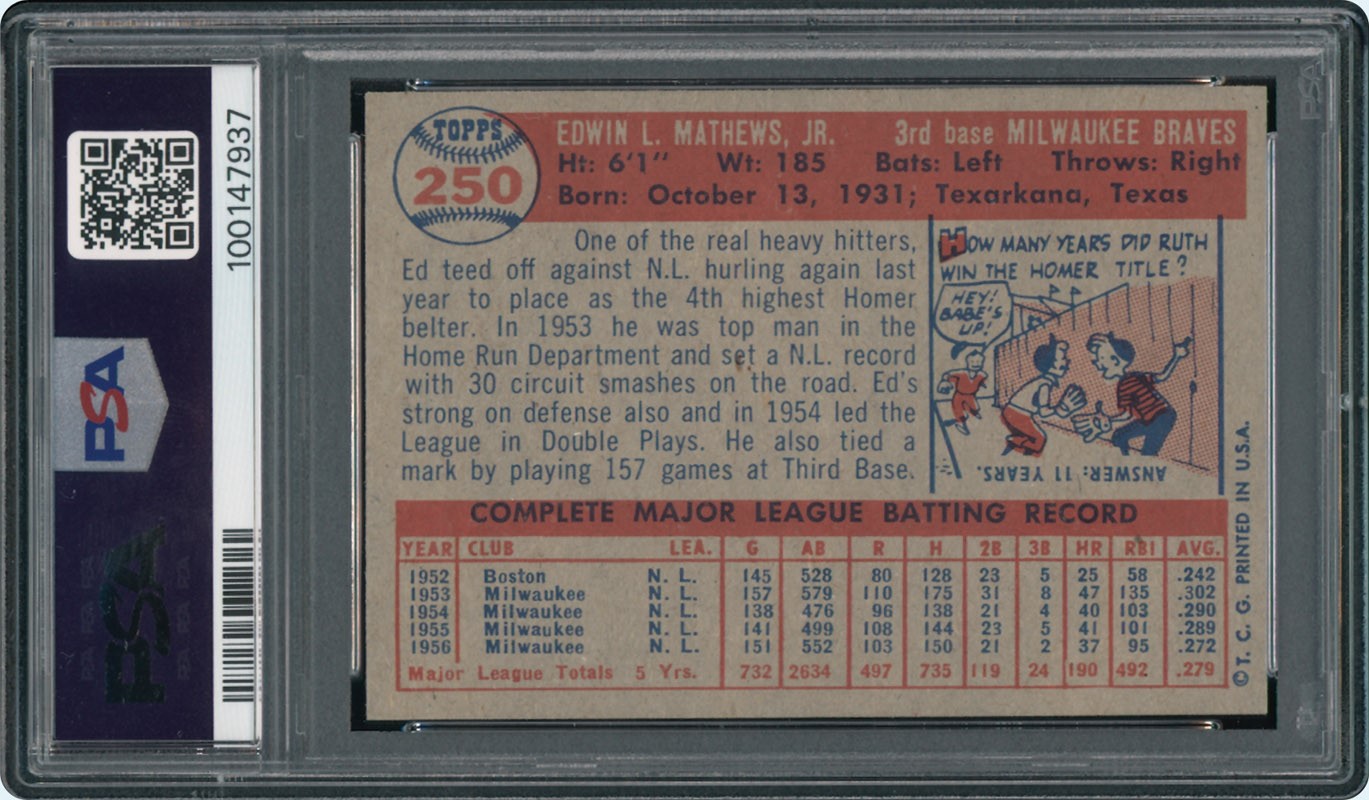 100147937
PSA
PSA
TOPPS
250
EDWIN L. MATHEWS, JR. 3rd base MILWAUKEE BRAVES
Ht: 6'1" Wt: 185 Bats: Left Throws: Right
Born: October 13, 1931; Texarkana, Texas
One of the real heavy hitters,
Ed teed off against N.L. hurling again last
year to place as the 4th highest Homer
belter. In 1953 he was top man in the
Home Run Department and set a N.L. record
with 30 circuit smashes on the road. Ed's
strong on defense also and in 1954 led the
League in Double Plays. He also tied a
mark by playing 157 games at Third Base.
HOW MANY YEARS DID RUTH
WIN THE HOMER TITLE?
HEY!
BABE'S
UP!
ANSWER: 11 YEARS.
COMPLETE MAJOR LEAGUE BATTING RECORD
YEAR CLUB LEA. G AB R H 2B 3B HR RBI AVG.
1952 Boston N. L. 145 528 80 128 23 5 25 58 .242
1953 Milwaukee N. L. 157 579 110 175 31 8 47 135 .302
1954 Milwaukee N. L. 138 476 96 138 21 4 40 103 .290
1955 Milwaukee N. L. 141 499 108 144 23 5 41 101 .289
1956 Milwaukee N. L. 151 552 103 150 21 2 37 95 .272
Major League Totals 5 Yrs. 732 2634 497 735 119 24 190 492 .279
©T. C. G. PRINTED IN U.S.A.
PSA